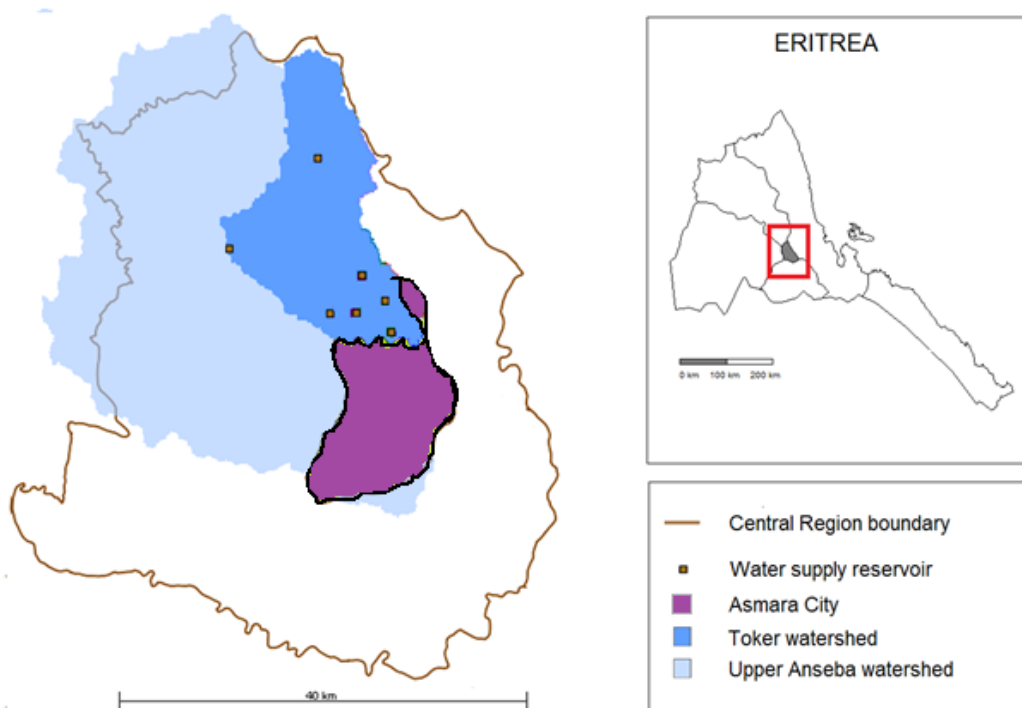 ERITREA
0 km 100 km 200 km
Central Region boundary
Water supply reservoir
Asmara City
Toker watershed
Upper Anseba watershed
40 km